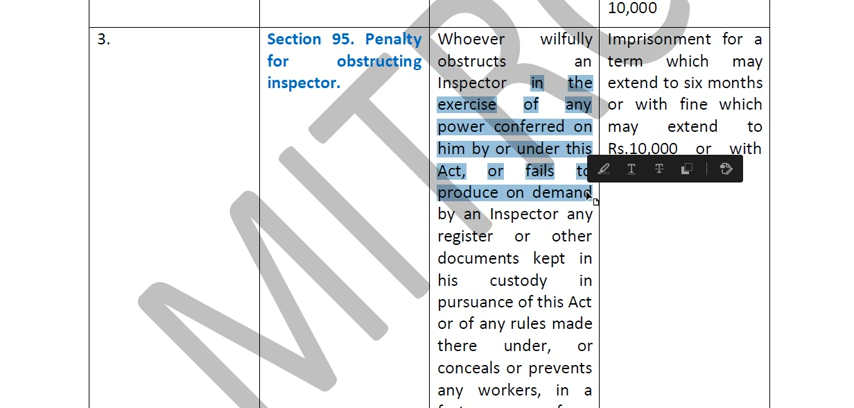 10,000
3.
Section 95. Penalty
for obstructing
inspector.
Whoever wilfully
obstructs an
Inspector in the
exercise of any
power conferred on
him by or under this
Act, or fails to
produce on demand
by an Inspector any
register or other
documents kept in
his custody in
pursuance of this Act
or of any rules made
there under, or
conceals or prevents
any workers, in a
Imprisonment for a
term which may
extend to six months
or with fine which
may extend to
Rs.10,000 or with